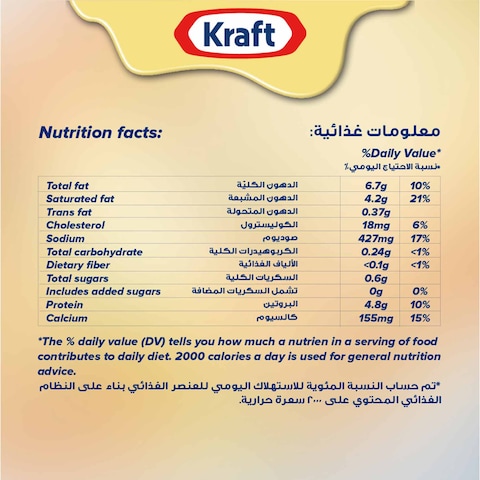 Kraft
Nutrition facts: معلومات غذائية:
%Daily Value*
*نسبة الاحتياج اليومي٪
Total fat الدهون الكليّة 6.7g 10%
Saturated fat الدهون المشبعة 4.2g 21%
Trans fat الدهون المتحولة 0.37g
Cholesterol الكوليسترول 18mg 6%
Sodium صوديوم 427mg 17%
Total carbohydrate الكربوهيدرات الكلية 0.24g <1%
Dietary fiber الألياف الغذائية <0.1g <1%
Total sugars السكريات الكلية 0.6g
Includes added sugars تشمل السكريات المضافة 0g 0%
Protein البروتين 4.8g 10%
Calcium كالسيوم 155mg 15%
*The % daily value (DV) tells you how much a nutrien in a serving of food
contributes to daily diet. 2000 calories a day is used for general nutrition
advice.
*تم حساب النسبة المئوية للاستهلاك اليومي للعنصر الغذائي بناء على النظام
الغذائي المحتوي على ٢٠٠٠ سعرة حرارية.